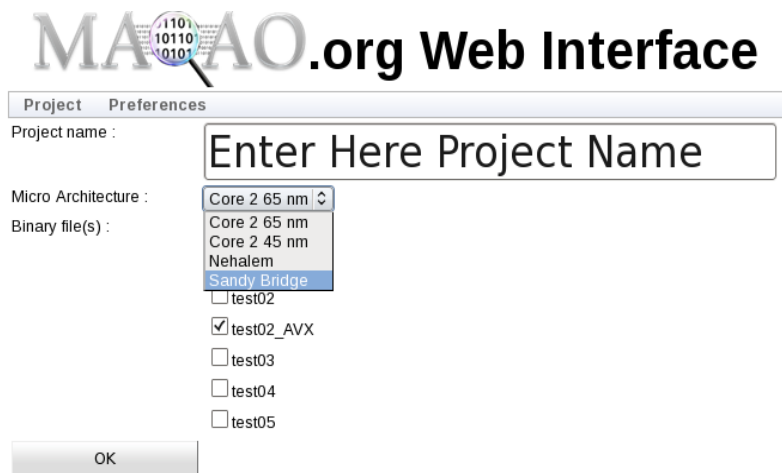 MAQAO.org Web Interface
1101
10110
10101
Project Preferences
Project name :
Enter Here Project Name
Micro Architecture :
Core 2 65 nm
Binary file(s) :
Core 2 65 nm
Core 2 45 nm
Nehalem
Sandy Bridge
test02
test02_AVX
test03
test04
test05
OK